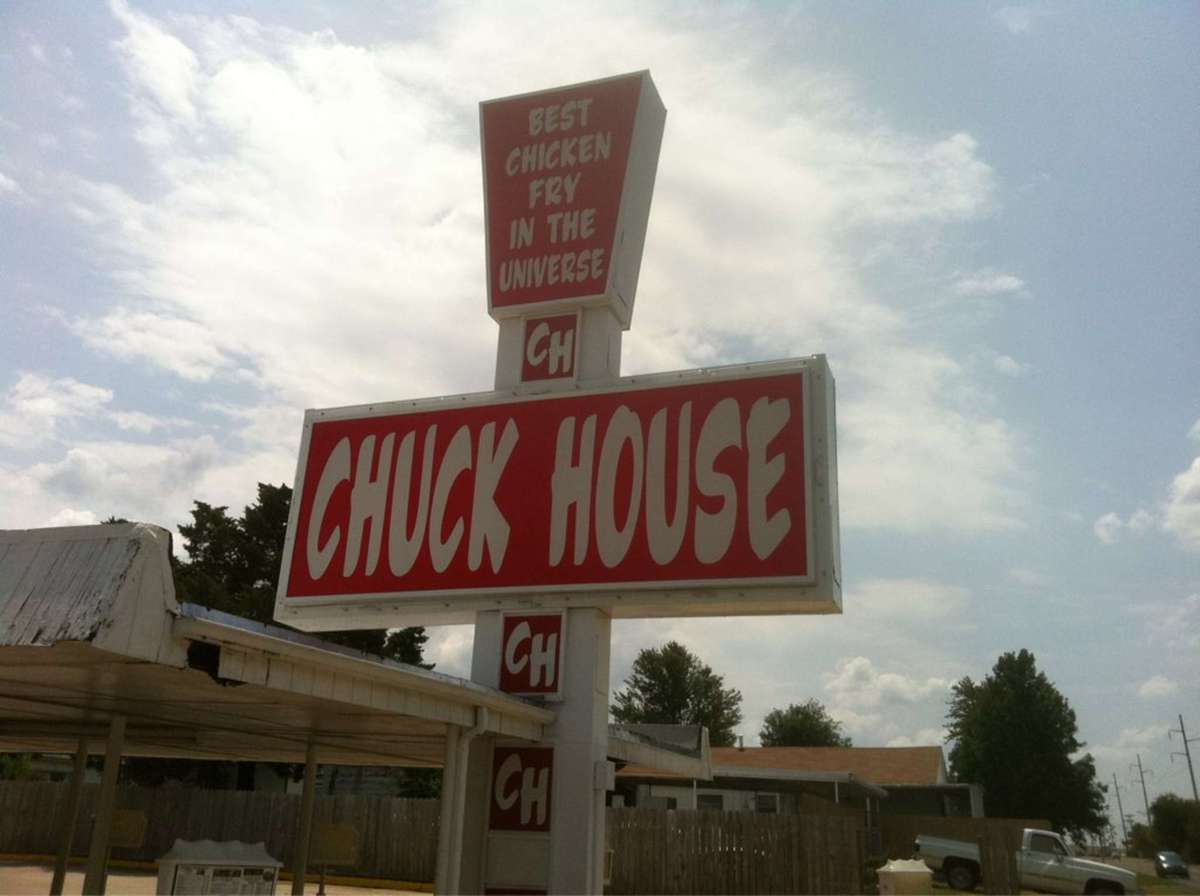 BEST
CHICKEN
FRY
IN THE
UNIVERSE
CH
CHUCK HOUSE
CH
CH